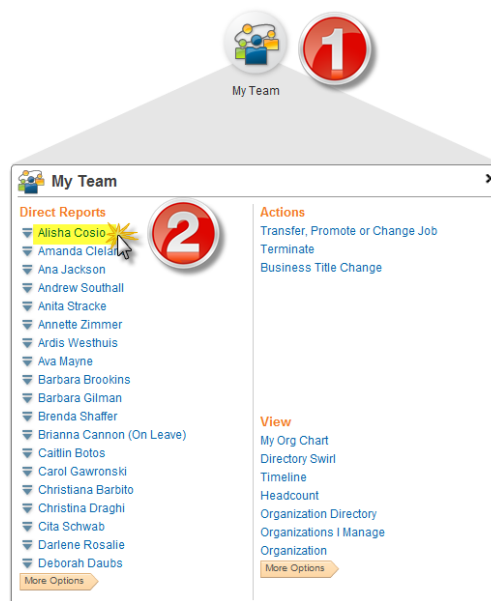 1
My Team
My Team
x
Direct Reports
2
Alisha Cosio
Amanda Clelan
Ana Jackson
Andrew Southall
Anita Stracke
Annette Zimmer
Ardis Westhuis
Ava Mayne
Barbara Brookins
Barbara Gilman
Brenda Shaffer
Brianna Cannon (On Leave)
Caitlin Botos
Carol Gawronski
Christiana Barbito
Christina Draghi
Cita Schwab
Darlene Rosalie
Deborah Daubs
More Options
Actions
Transfer, Promote or Change Job
Terminate
Business Title Change
View
My Org Chart
Directory Swirl
Timeline
Headcount
Organization Directory
Organizations I Manage
Organization
More Options